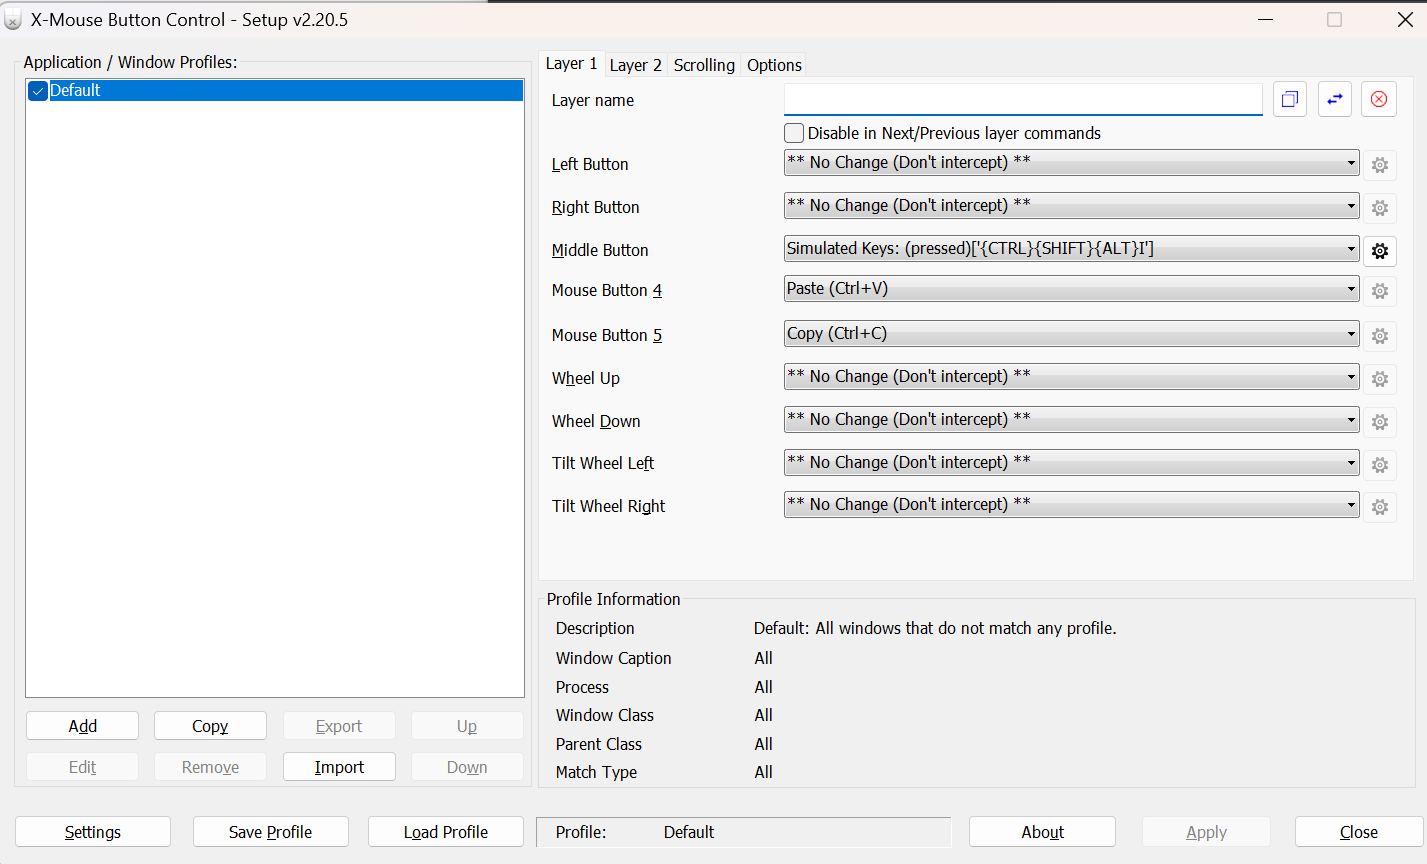 X-Mouse Button Control - Setup v2.20.5
Application / Window Profiles:
Default
Add Copy Export Up
Edit Remove Import Down
Layer 1 Layer 2 Scrolling Options
Layer name
Disable in Next/Previous layer commands
Left Button ** No Change (Don't intercept) **
Right Button ** No Change (Don't intercept) **
Middle Button Simulated Keys: (pressed)['{CTRL}{SHIFT}{ALT}I']
Mouse Button 4 Paste (Ctrl+V)
Mouse Button 5 Copy (Ctrl+C)
Wheel Up ** No Change (Don't intercept) **
Wheel Down ** No Change (Don't intercept) **
Tilt Wheel Left ** No Change (Don't intercept) **
Tilt Wheel Right ** No Change (Don't intercept) **
Profile Information
Description Default: All windows that do not match any profile.
Window Caption All
Process All
Window Class All
Parent Class All
Match Type All
Settings Save Profile Load Profile Profile: Default About Apply Close